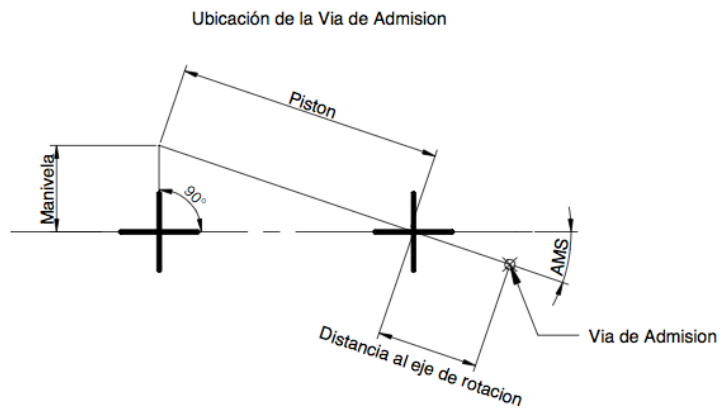 Ubicación de la Via de Admision
Piston
Manivela
90°
AMS
Distancia al eje de rotacion
Via de Admision